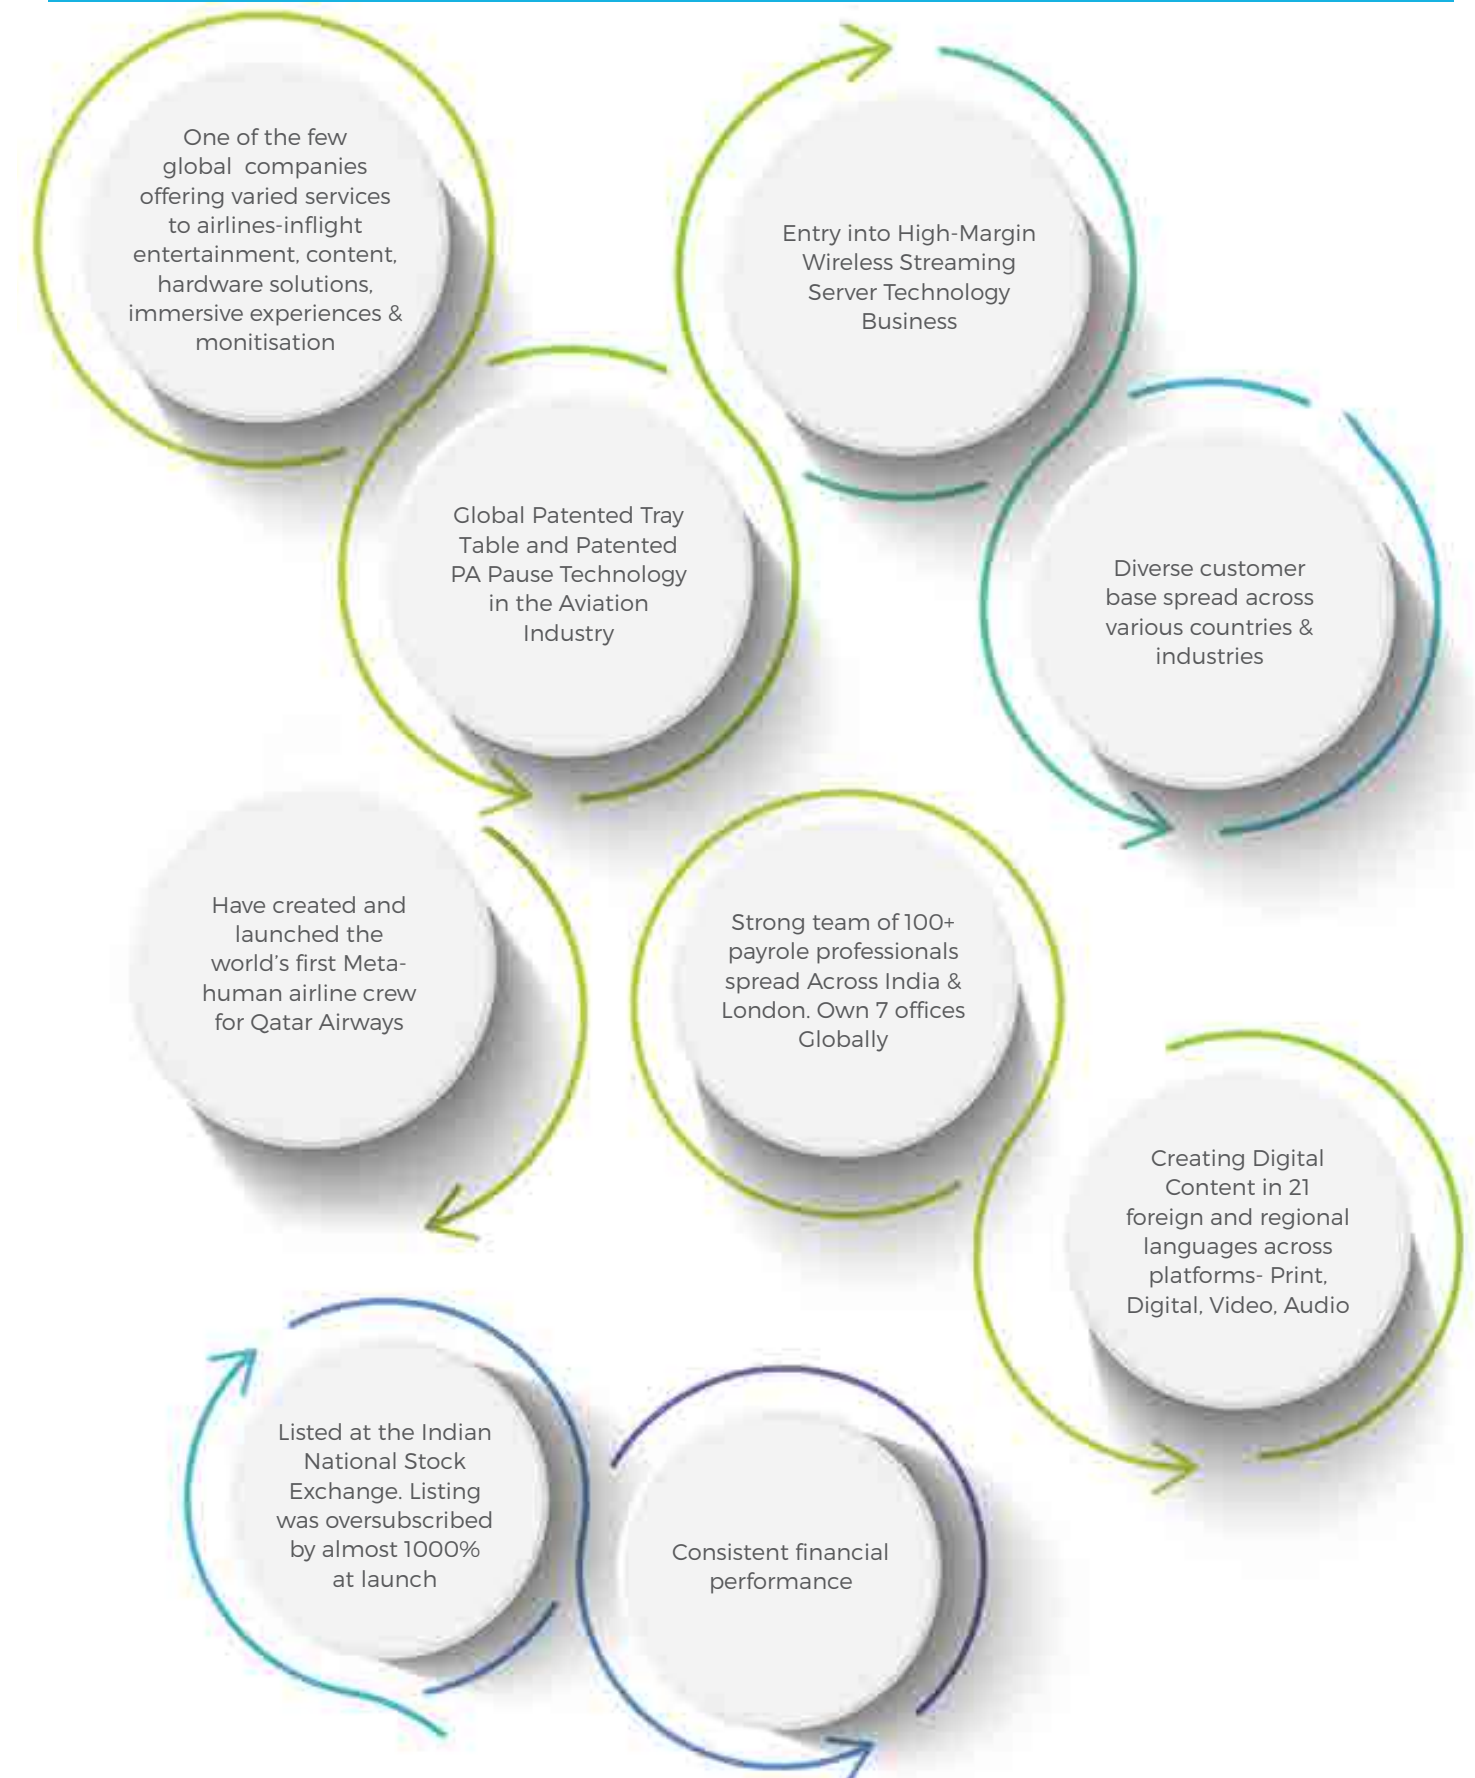 One of the few
global companies
offering varied services
to airlines-inflight
entertainment, content,
hardware solutions,
immersive experiences &
monitisation
Entry into High-Margin
Wireless Streaming
Server Technology
Business
Global Patented Tray
Table and Patented
PA Pause Technology
in the Aviation
Industry
Diverse customer
base spread across
various countries &
industries
Have created and
launched the
world's first Meta-
human airline crew
for Qatar Airways
Strong team of 100+
payrole professionals
spread Across India &
London. Own 7 offices
Globally
Creating Digital
Content in 21
foreign and regional
languages across
platforms- Print,
Digital, Video, Audio
Listed at the Indian
National Stock
Exchange. Listing
was oversubscribed
by almost 1000%
at launch
Consistent financial
performance